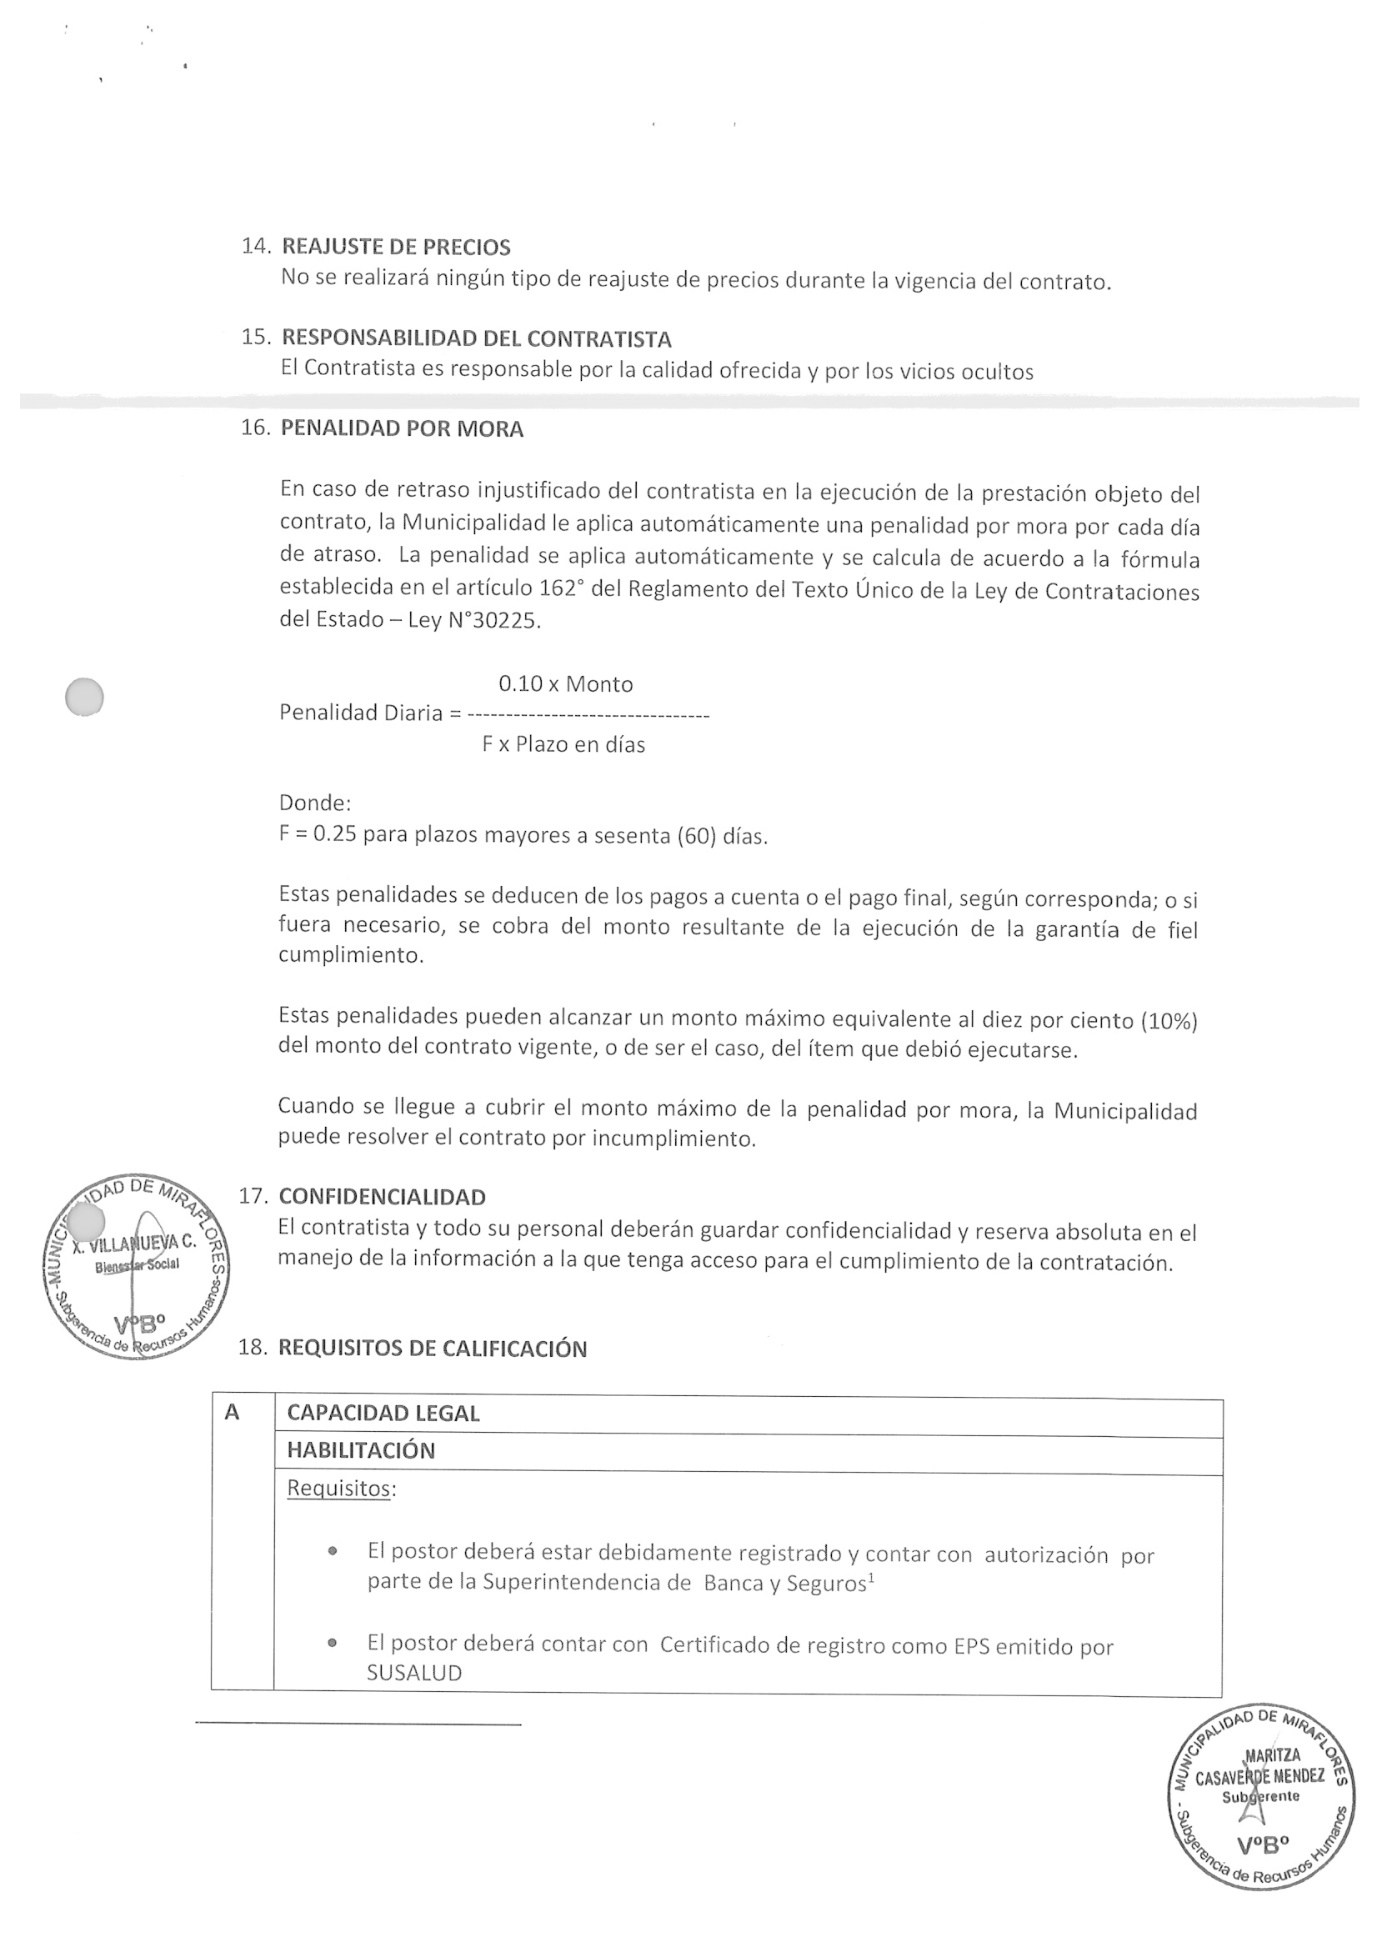 14. REAJUSTE DE PRECIOS
No se realizará ningún tipo de reajuste de precios durante la vigencia del contrato.
15. RESPONSABILIDAD DEL CONTRATISTA
El Contratista es responsable por la calidad ofrecida y por los vicios ocultos
16. PENALIDAD POR MORA
En caso de retraso injustificado del contratista en la ejecución de la prestación objeto del
contrato, la Municipalidad le aplica automáticamente una penalidad por mora por cada día
de atraso. La penalidad se aplica automáticamente y se calcula de acuerdo a la fórmula
establecida en el artículo 162° del Reglamento del Texto Único de la Ley de Contrataciones
del Estado – Ley N°30225.
0.10 x Monto
Penalidad Diaria = --------------------------------
F x Plazo en días
Donde:
F = 0.25 para plazos mayores a sesenta (60) días.
Estas penalidades se deducen de los pagos a cuenta o el pago final, según corresponda; o si
fuera necesario, se cobra del monto resultante de la ejecución de la garantía de fiel
cumplimiento.
Estas penalidades pueden alcanzar un monto máximo equivalente al diez por ciento (10%)
del monto del contrato vigente, o de ser el caso, del ítem que debió ejecutarse.
Cuando se llegue a cubrir el monto máximo de la penalidad por mora, la Municipalidad
puede resolver el contrato por incumplimiento.
17. CONFIDENCIALIDAD
El contratista y todo su personal deberán guardar confidencialidad y reserva absoluta en el
manejo de la información a la que tenga acceso para el cumplimiento de la contratación.
DE MIRAFLORES
X. VILLANUEVA C.
Bienestar Social
VºBº
Subgerencia de Recursos Humanos
18. REQUISITOS DE CALIFICACIÓN
A CAPACIDAD LEGAL
HABILITACIÓN
Requisitos:
• El postor deberá estar debidamente registrado y contar con autorización por
parte de la Superintendencia de Banca y Seguros¹
• El postor deberá contar con Certificado de registro como EPS emitido por
SUSALUD
MUNICIPALIDAD DE MIRAFLORES
MARITZA
CASAVERDE MENDEZ
Subgerente
VºBº
Subgerencia de Recursos Humanos